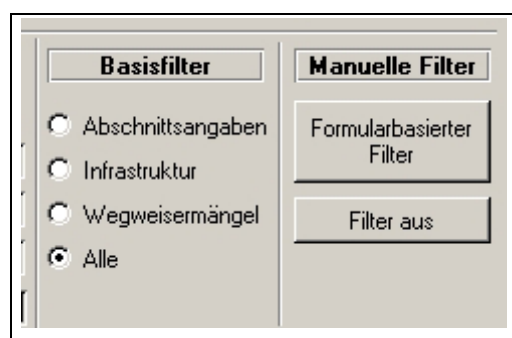 Basisfilter
Abschnittsangaben
Infrastruktur
Wegweisermängel
Alle
Manuelle Filter
Formularbasierter
Filter
Filter aus